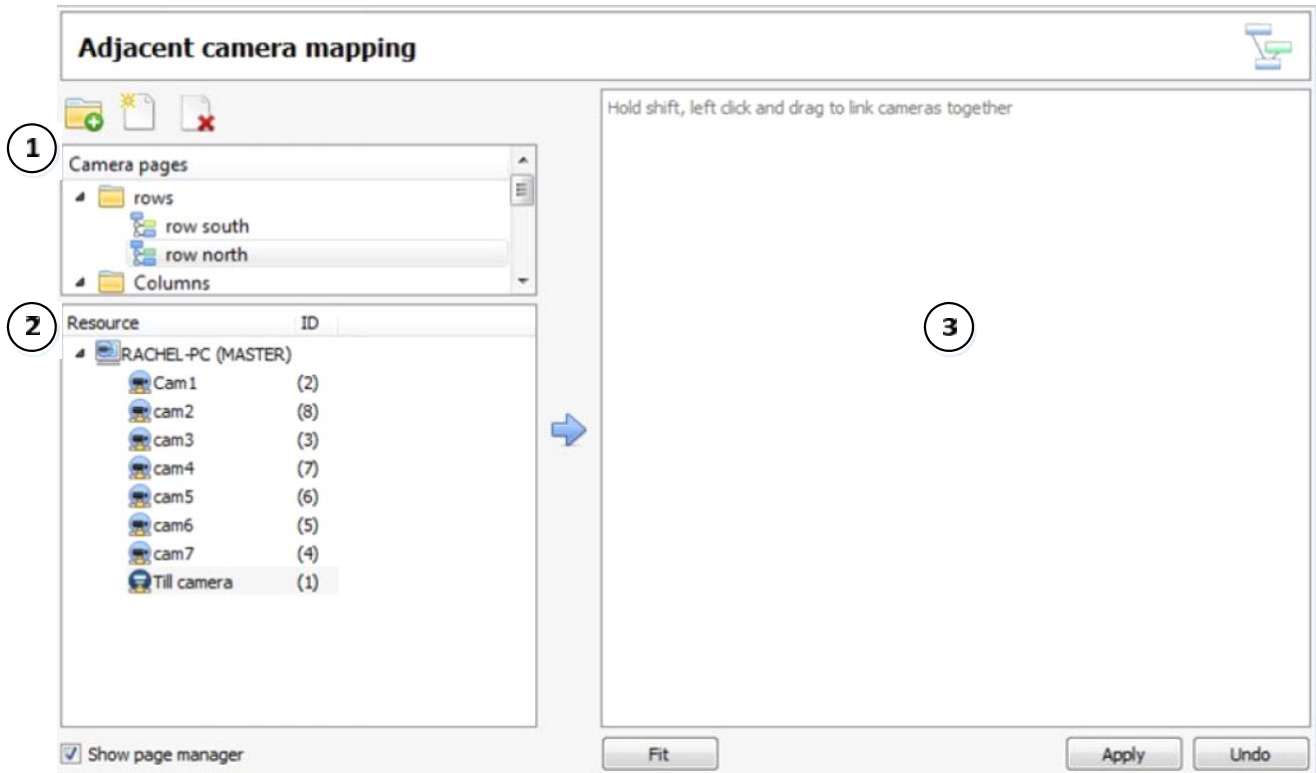 Adjacent camera mapping
Hold shift, left click and drag to link cameras together
1
Camera pages
rows
row south
row north
Columns
2
Resource ID
RACHEL-PC (MASTER)
Cam1 (2)
cam2 (8)
cam3 (3)
cam4 (7)
cam5 (6)
cam6 (5)
cam7 (4)
Till camera (1)
3
Show page manager
Fit
Apply
Undo